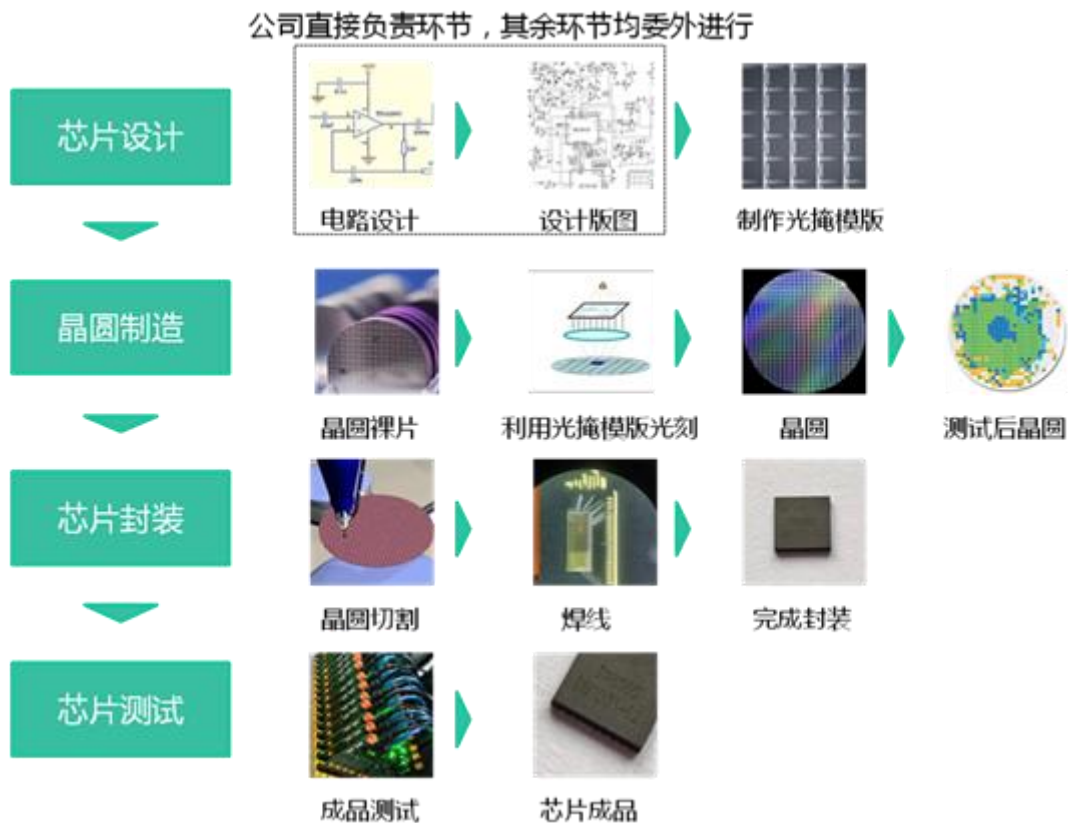 公司直接负责环节，其余环节均委外进行
芯片设计
电路设计
设计版图
制作光掩模版
晶圆制造
晶圆裸片
利用光掩模版光刻
晶圆
测试后晶圆
芯片封装
晶圆切割
焊线
完成封装
芯片测试
成品测试
芯片成品